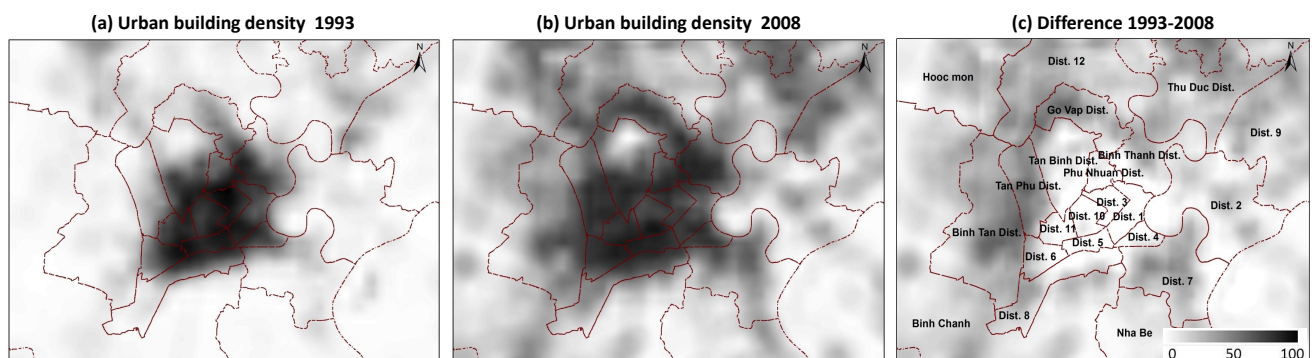 (a) Urban building density 1993
(b) Urban building density 2008
(c) Difference 1993-2008
N
N
N
Dist. 12
Hooc mon
Thu Duc Dist.
Go Vap Dist.
Dist. 9
Binh Thanh Dist.
Tan Binh Dist.
Phu Nhuan Dist.
Tan Phu Dist.
Dist. 3
Dist. 2
Dist. 10
Dist. 1
Dist. 11
Binh Tan Dist.
Dist. 4
Dist. 5
Dist. 6
Dist. 7
Dist. 8
Binh Chanh
Nha Be
0 50 100